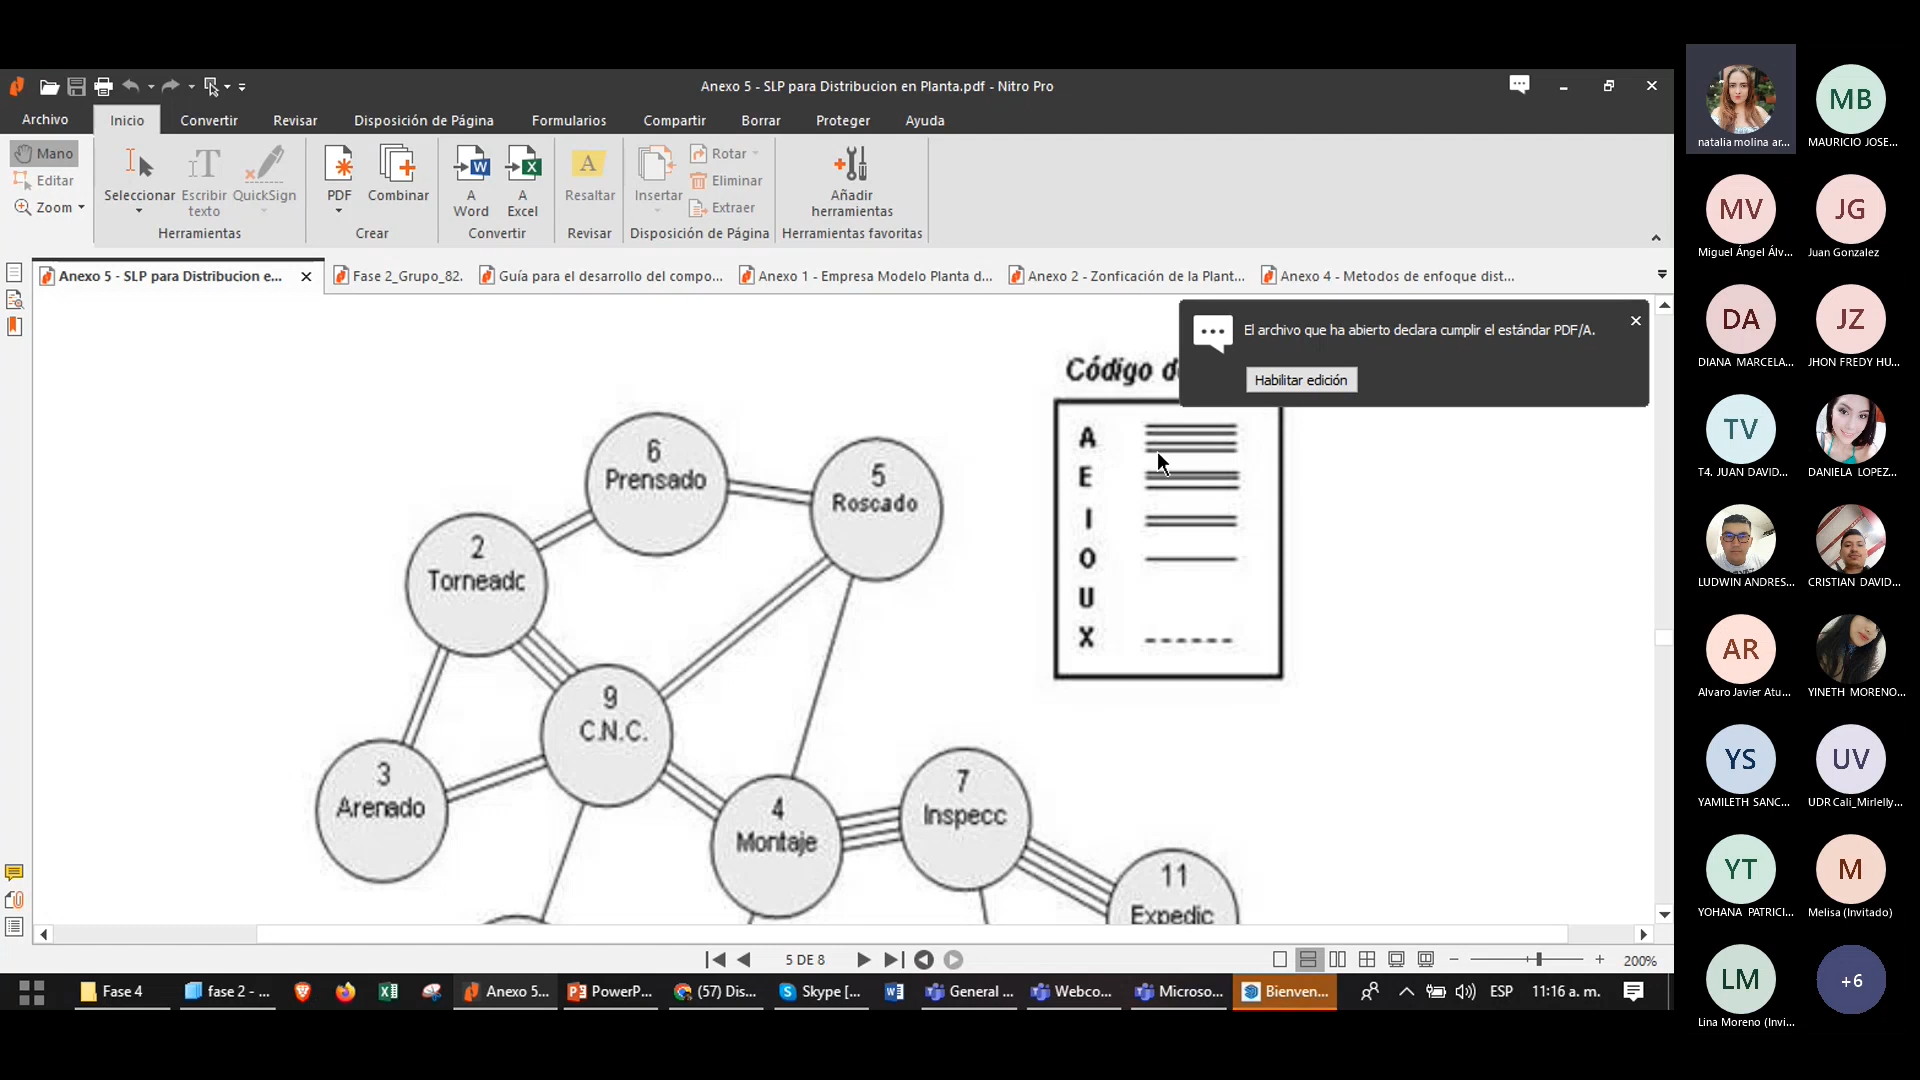 Anexo 5 - SLP para Distribucion en Planta.pdf - Nitro Pro
Archivo Inicio Convertir Revisar Disposición de Página Formularios Compartir Borrar Proteger Ayuda
Mano
Editar
Zoom
Seleccionar
Escribir texto
QuickSign
Herramientas
PDF
Combinar
Crear
A Word
A Excel
Convertir
Resaltar
Revisar
Insertar
Rotar
Eliminar
Extraer
Disposición de Página
Añadir herramientas
Herramientas favoritas
Anexo 5 - SLP para Distribucion e... Fase 2_Grupo_82. Guía para el desarrollo del compo... Anexo 1 - Empresa Modelo Planta d... Anexo 2 - Zonficación de la Plant... Anexo 4 - Metodos de enfoque dist...
El archivo que ha abierto declara cumplir el estándar PDF/A.
Habilitar edición
Código d
A
E
I
O
U
X
6
Prensado
5
Roscado
2
Torneadc
9
C.N.C.
3
Arenado
4
Montaje
7
Inspecc
11
Expedic
5 DE 8
200%
Fase 4
fase 2 - ...
Anexo 5...
PowerP...
(57) Dis...
Skype [...
General ...
Webco...
Microso...
Bienven...
ESP
11:16 a. m.
natalia molina ar...
MB
MAURICIO JOSE...
MV
Miguel Ángel Álv...
JG
Juan Gonzalez
DA
DIANA MARCELA...
JZ
JHON FREDY HU...
TV
T4. JUAN DAVID...
DANIELA LOPEZ...
LUDWIN ANDRES...
CRISTIAN DAVID...
AR
Alvaro Javier Atu...
YINETH MORENO...
YS
YAMILETH SANC...
UV
UDR Cali_Mirlelly...
YT
YOHANA PATRICI...
M
Melisa (Invitado)
LM
Lina Moreno (Invi...
+6